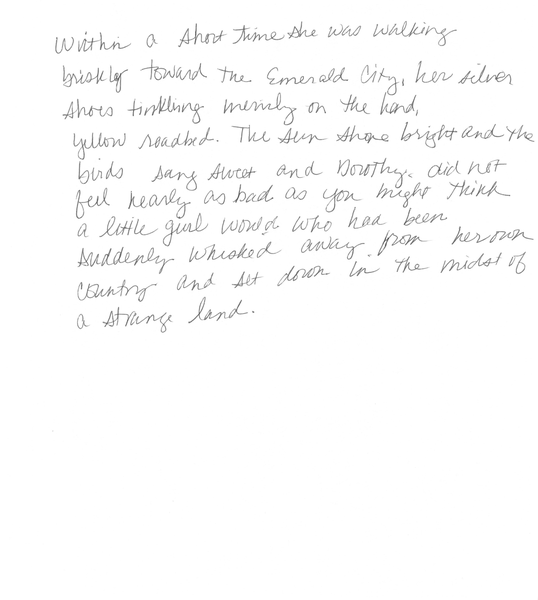 Within a short time she was walking
briskly toward the Emerald City, her silver
shoes tinkling merrily on the hard,
yellow roadbed. The sun shone bright and the
birds sang sweet and Dorothy did not
feel nearly as bad as you might think
a little girl would who had been
suddenly whisked away from her own
country and set down in the midst of
a strange land.